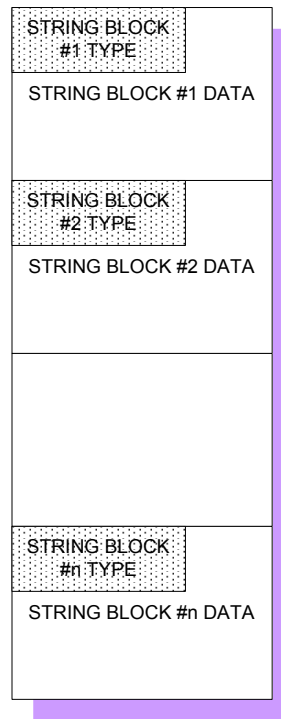 STRING BLOCK
#1 TYPE
STRING BLOCK #1 DATA
STRING BLOCK
#2 TYPE
STRING BLOCK #2 DATA
STRING BLOCK
#n TYPE
STRING BLOCK #n DATA